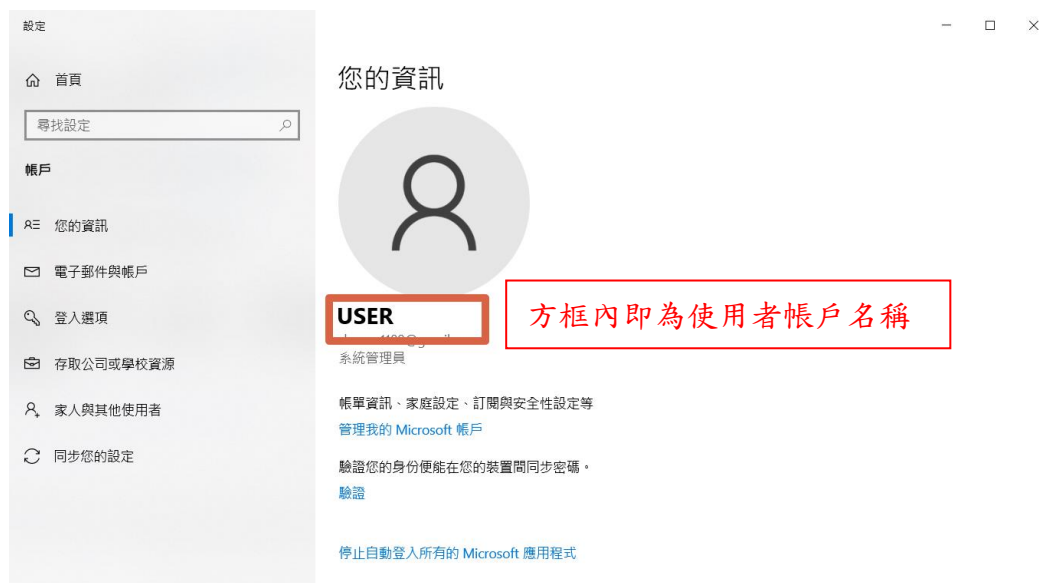 設定
首頁
尋找設定
帳戶
您的資訊
電子郵件與帳戶
登入選項
存取公司或學校資源
家人與其他使用者
同步您的設定
您的資訊
USER
系統管理員
方框內即為使用者帳戶名稱
帳單資訊、家庭設定、訂閱與安全性設定等
管理我的 Microsoft 帳戶
驗證您的身份便能在您的裝置間同步密碼。
驗證
停止自動登入所有的 Microsoft 應用程式